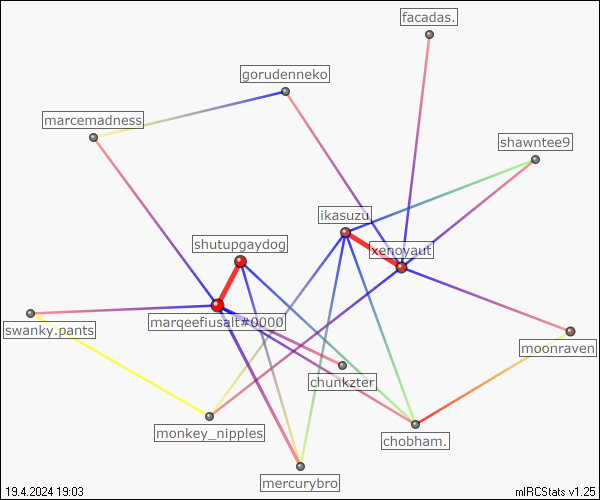 facadas.
gorudenneko
marcemadness
shawntee9
ikasuzu
shutupgaydog
xenovaut
marqeefiusalt#0000
swanky.pants
moonraven
chunkzter
monkey_nipples
chobham.
mercurybro
19.4.2024 19:03
mIRCStats v1.25